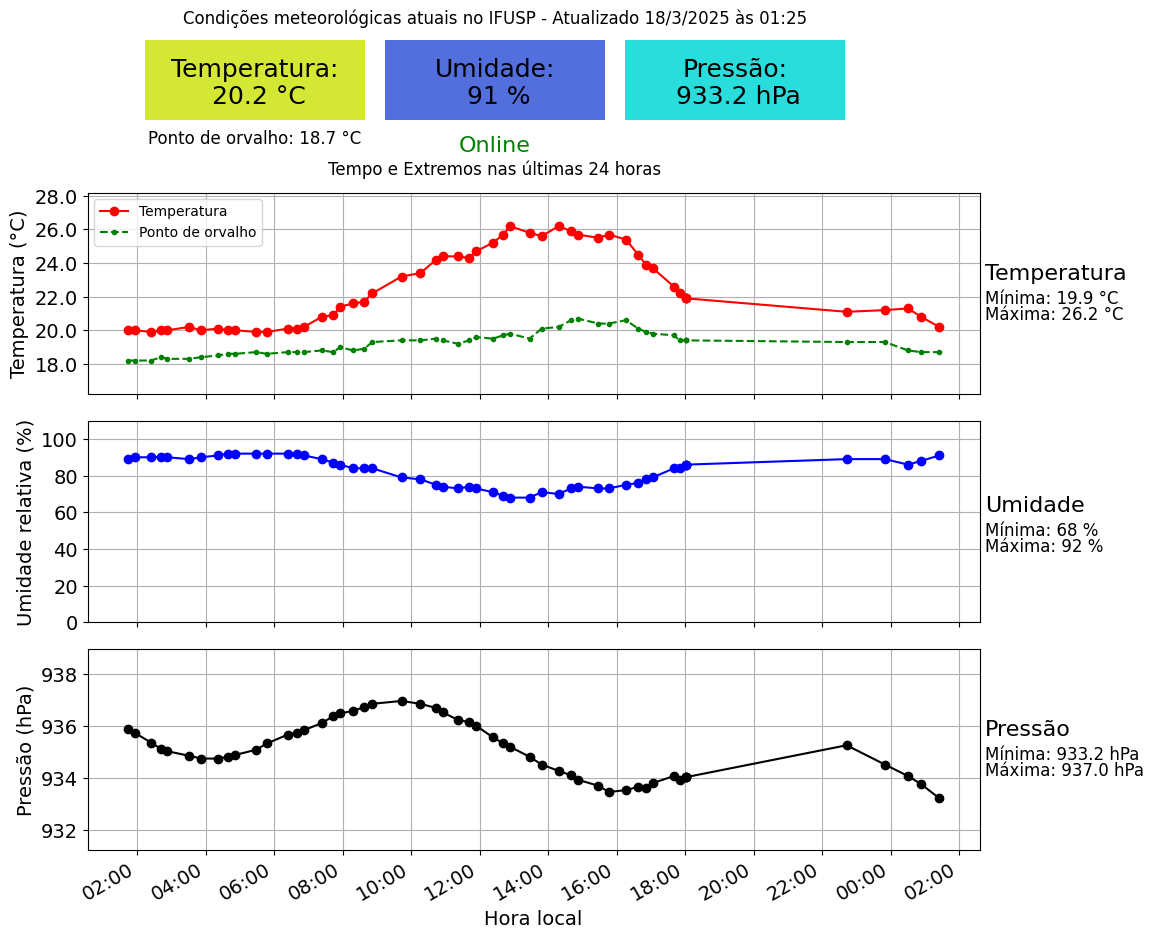 Condições meteorológicas atuais no IFUSP - Atualizado 18/3/2025 às 01:25
Temperatura:
20.2 °C
Umidade:
91 %
Pressão:
933.2 hPa
Ponto de orvalho: 18.7 °C
Online
Tempo e Extremos nas últimas 24 horas
Temperatura (°C)
28.0
26.0
24.0
22.0
20.0
18.0
Temperatura
Ponto de orvalho
Temperatura
Mínima: 19.9 °C
Máxima: 26.2 °C
Umidade relativa (%)
100
80
60
40
20
0
Umidade
Mínima: 68 %
Máxima: 92 %
Pressão (hPa)
938
936
934
932
Pressão
Mínima: 933.2 hPa
Máxima: 937.0 hPa
02:00 04:00 06:00 08:00 10:00 12:00 14:00 16:00 18:00 20:00 22:00 00:00 02:00
Hora local